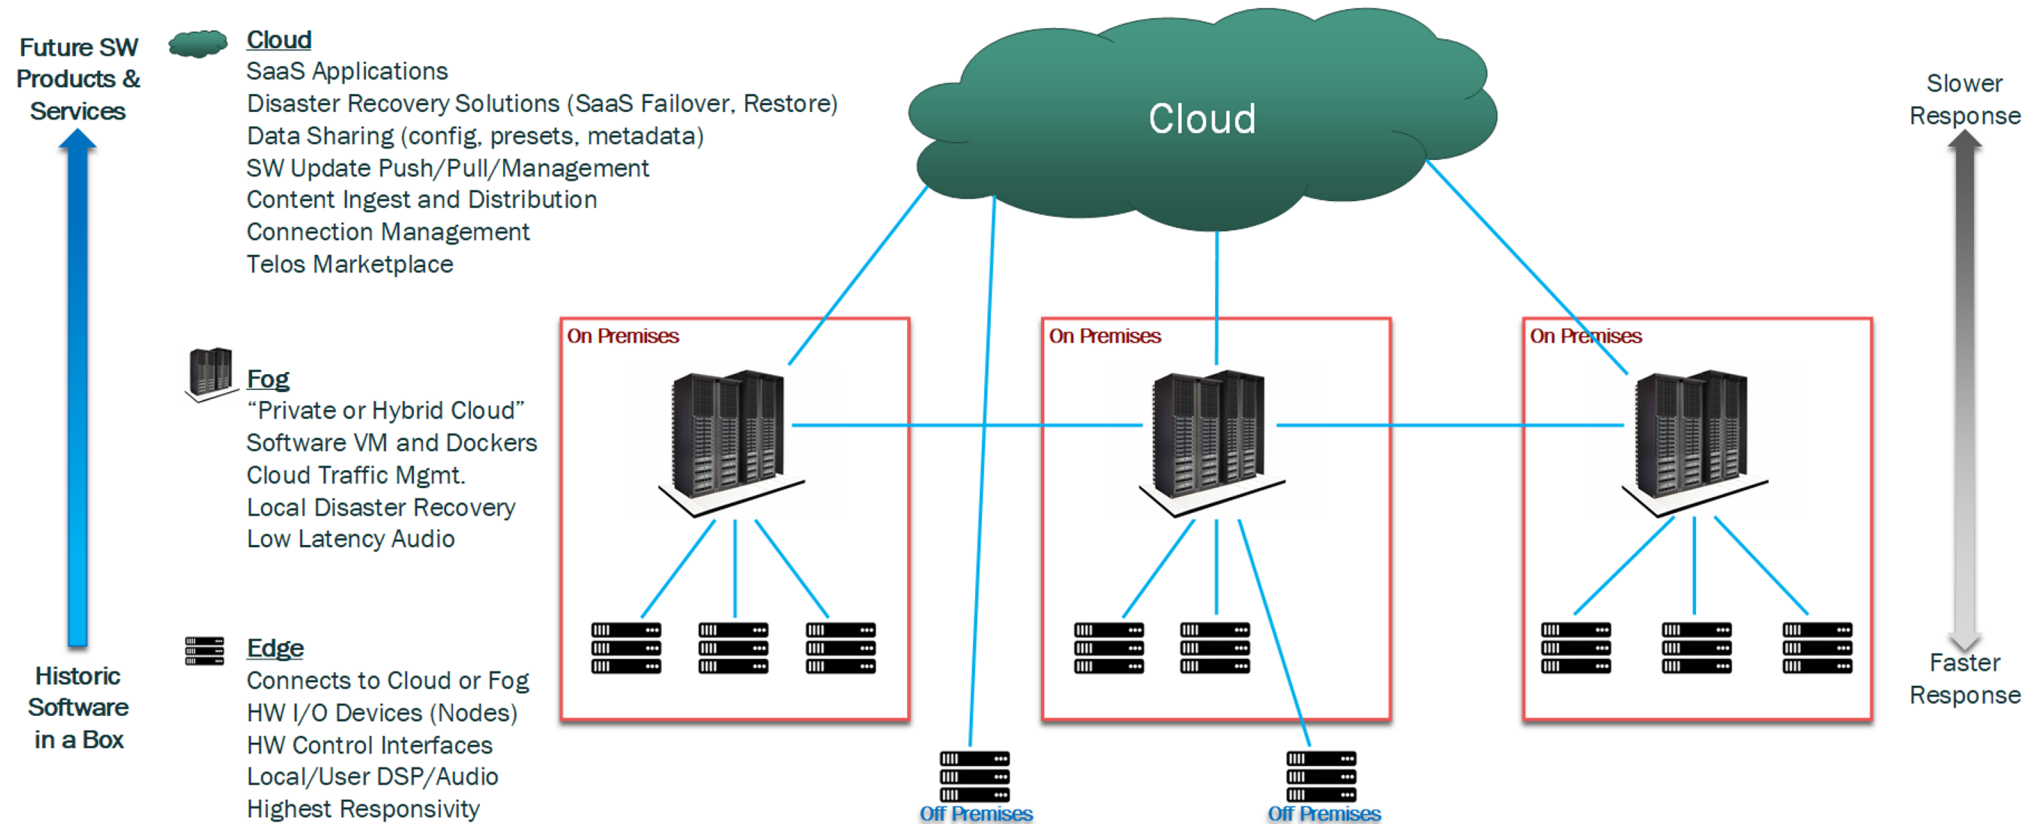 Future SW
Products &
Services
Historic
Software
in a Box
Cloud
SaaS Applications
Disaster Recovery Solutions (SaaS Failover, Restore)
Data Sharing (config, presets, metadata)
SW Update Push/Pull/Management
Content Ingest and Distribution
Connection Management
Telos Marketplace
Fog
“Private or Hybrid Cloud”
Software VM and Dockers
Cloud Traffic Mgmt.
Local Disaster Recovery
Low Latency Audio
Edge
Connects to Cloud or Fog
HW I/O Devices (Nodes)
HW Control Interfaces
Local/User DSP/Audio
Highest Responsivity
Cloud
On Premises
On Premises
On Premises
Off Premises
Off Premises
Slower
Response
Faster
Response